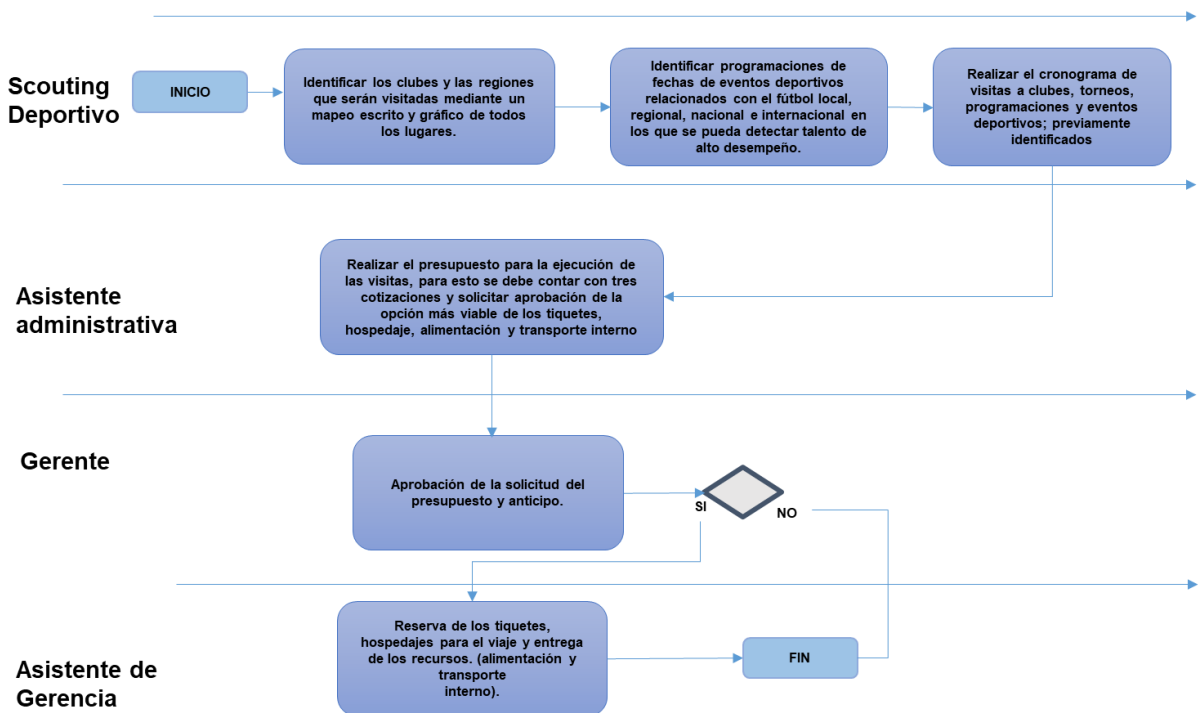 Scouting
Deportivo
INICIO
Identificar los clubes y las regiones
que serán visitadas mediante un
mapeo escrito y gráfico de todos
los lugares.
Identificar programaciones de
fechas de eventos deportivos
relacionados con el fútbol local,
regional, nacional e internacional en
los que se pueda detectar talento de
alto desempeño.
Realizar el cronograma de
visitas a clubes, torneos,
programaciones y eventos
deportivos; previamente
identificados
Asistente
administrativa
Realizar el presupuesto para la ejecución de
las visitas, para esto se debe contar con tres
cotizaciones y solicitar aprobación de la
opción más viable de los tiquetes,
hospedaje, alimentación y transporte interno
Gerente
Aprobación de la solicitud del
presupuesto y anticipo.
SI
NO
Asistente de
Gerencia
Reserva de los tiquetes,
hospedajes para el viaje y entrega
de los recursos. (alimentación y
transporte
interno).
FIN